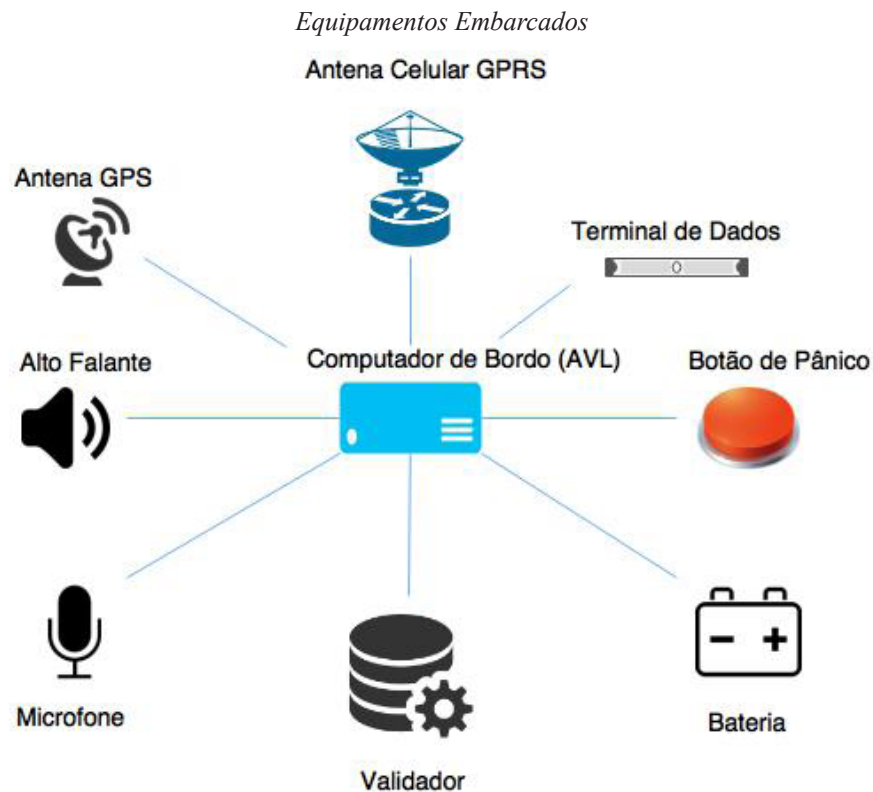 Equipamentos Embarcados
Antena Celular GPRS
Antena GPS
Terminal de Dados
0
Alto Falante
Computador de Bordo (AVL)
Botão de Pânico
Microfone
Bateria
Validador